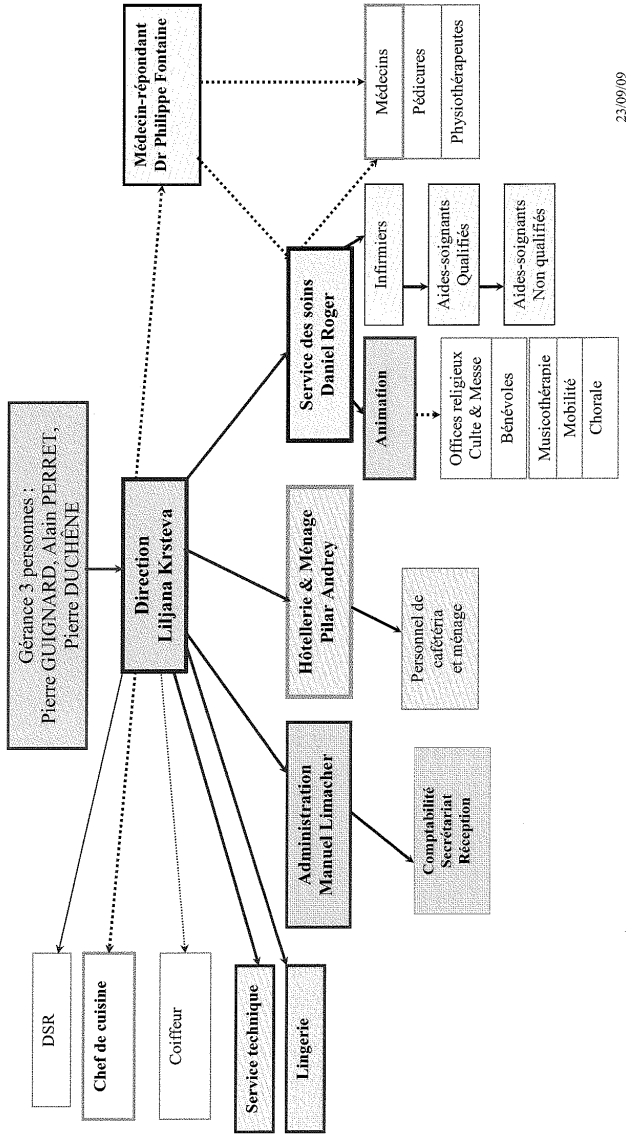 Gérance 3 personnes :
Pierre GUIGNARD, Alain PERRET,
Pierre DUCHÊNE
Direction
Liljana Krsteva
Médecin-répondant
Dr Philippe Fontaine
DSR
Chef de cuisine
Coiffeur
Service technique
Lingerie
Administration
Manuel Limacher
Comptabilité
Secrétariat
Réception
Hôtellerie & Ménage
Pilar Andrey
Personnel de
cafétéria
et ménage
Service des soins
Daniel Roger
Animation
Offices religieux
Culte & Messe
Bénévoles
Musicothérapie
Mobilité
Chorale
Infirmiers
Aides-soignants
Qualifiés
Aides-soignants
Non qualifiés
Médecins
Pédicures
Physiothérapeutes
23/09/09